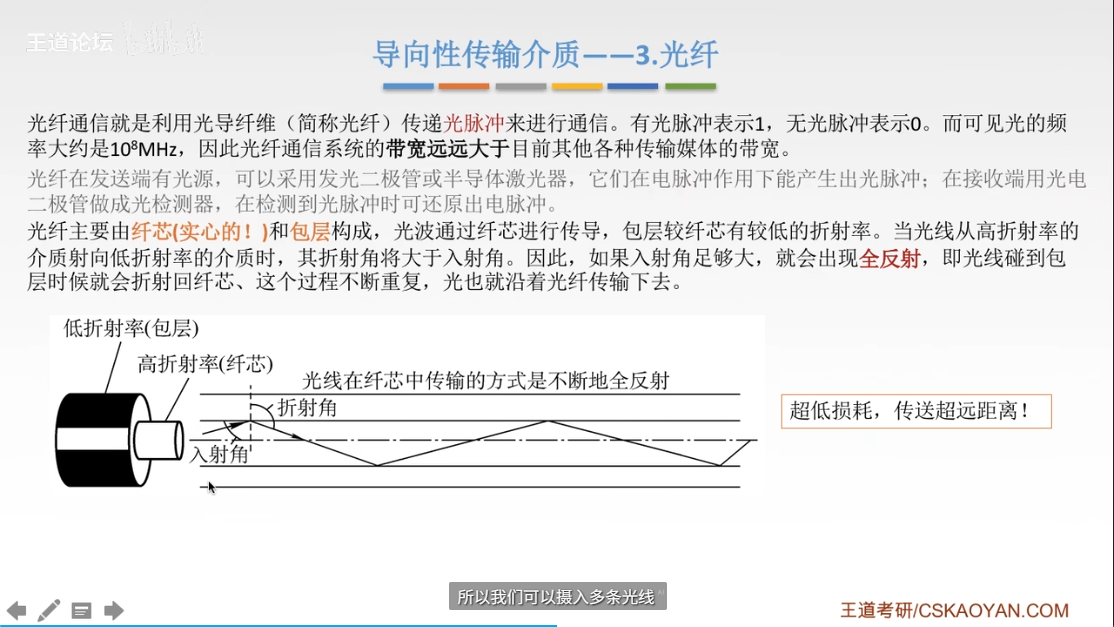 王道论坛
导向性传输介质——3.光纤
光纤通信就是利用光导纤维（简称光纤）传递光脉冲来进行通信。有光脉冲表示1，无光脉冲表示0。而可见光的频
率大约是10⁸MHz，因此光纤通信系统的带宽远远大于目前其他各种传输媒体的带宽。
光纤在发送端有光源，可以采用发光二极管或半导体激光器，它们在电脉冲作用下能产生出光脉冲；在接收端用光电
二极管做成光检测器，在检测到光脉冲时可还原出电脉冲。
光纤主要由纤芯(实心的！)和包层构成，光波通过纤芯进行传导，包层较纤芯有较低的折射率。当光线从高折射率的
介质射向低折射率的介质时，其折射角将大于入射角。因此，如果入射角足够大，就会出现全反射，即光线碰到包
层时候就会折射回纤芯、这个过程不断重复，光也就沿着光纤传输下去。
低折射率(包层)
高折射率(纤芯)
光线在纤芯中传输的方式是不断地全反射
折射角
入射角
超低损耗，传送超远距离！
所以我们可以摄入多条光线
王道考研/CSKAOYAN.COM